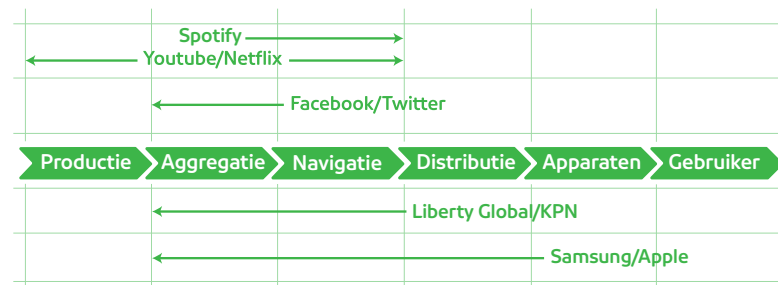 Spotify
Youtube/Netflix
Facebook/Twitter
Productie Aggregatie Navigatie Distributie Apparaten Gebruiker
Liberty Global/KPN
Samsung/Apple